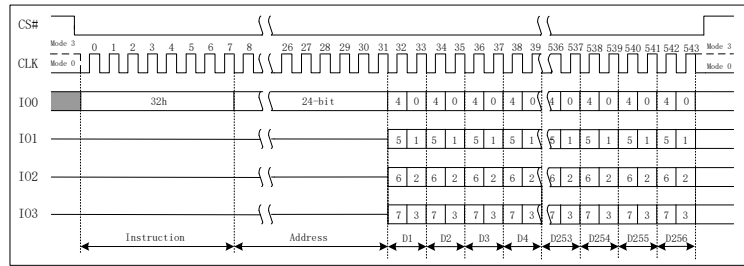 CS#
Mode 3 0 1 2 3 4 5 6 7 8 26 27 28 29 30 31 32 33 34 35 36 37 38 39 536 537 538 539 540 541 542 543 Mode 3
CLK Mode 0 Mode 0
IO0 32h 24-bit 4 0 4 0 4 0 4 0 4 0 4 0 4 0 4 0
IO1 5 1 5 1 5 1 5 1 5 1 5 1 5 1 5 1
IO2 6 2 6 2 6 2 6 2 6 2 6 2 6 2 6 2
IO3 7 3 7 3 7 3 7 3 7 3 7 3 7 3 7 3
Instruction Address D1 D2 D3 D4 D253 D254 D255 D256